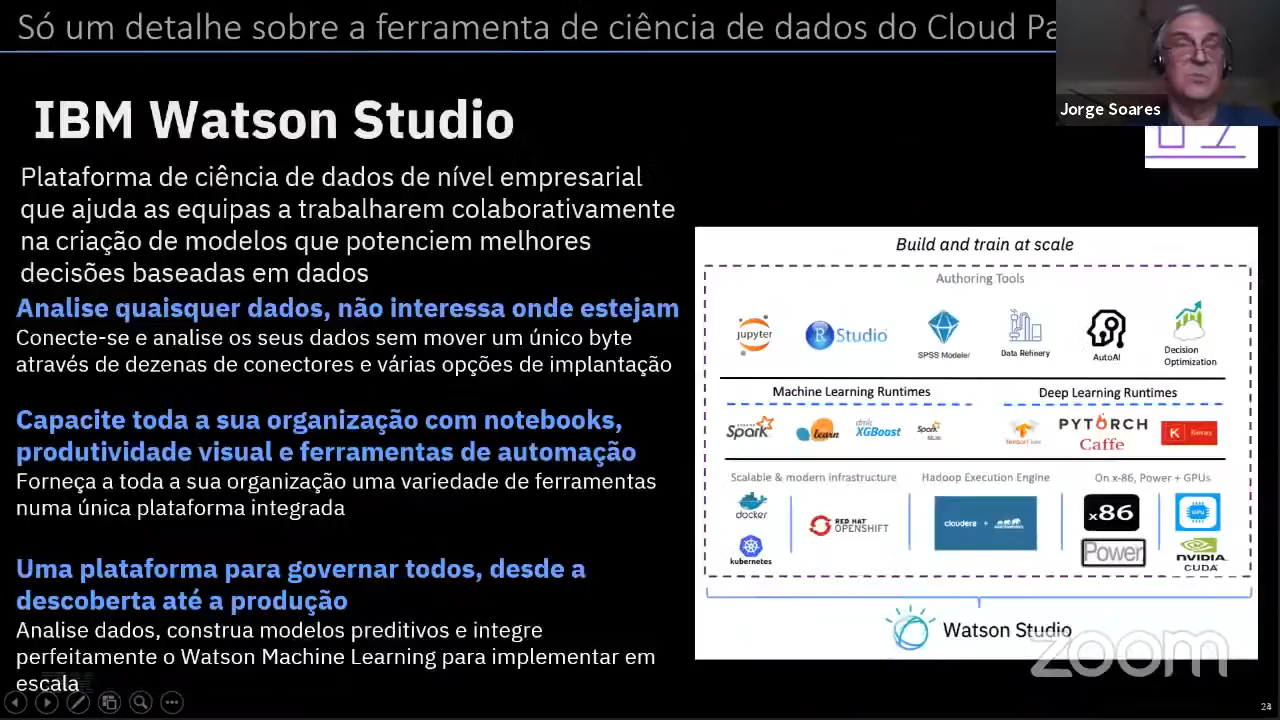 Só um detalhe sobre a ferramenta de ciência de dados do Cloud Pa
Jorge Soares
IBM Watson Studio
Plataforma de ciência de dados de nível empresarial
que ajuda as equipas a trabalharem colaborativamente
na criação de modelos que potenciem melhores
decisões baseadas em dados
Analise quaisquer dados, não interessa onde estejam
Conecte-se e analise os seus dados sem mover um único byte
através de dezenas de conectores e várias opções de implantação
Capacite toda a sua organização com notebooks,
produtividade visual e ferramentas de automação
Forneça a toda a sua organização uma variedade de ferramentas
numa única plataforma integrada
Uma plataforma para governar todos, desde a
descoberta até a produção
Analise dados, construa modelos preditivos e integre
perfeitamente o Watson Machine Learning para implementar em
escala
Build and train at scale
Authoring Tools
jupyter
R Studio
SPSS Modeler
Data Refinery
AutoAI
Decision
Optimization
Machine Learning Runtimes
Deep Learning Runtimes
Spark
learn
dmlc
XGBoost
Spark
TensorFlow
PYTORCH
Caffe
K Keras
Scalable & modern infrastructure
Hadoop Execution Engine
On x-86, Power + GPUs
docker
kubernetes
RED HAT
OPENSHIFT
cloudera +
x86
Power
GPU
NVIDIA
CUDA
Watson Studio
zoom
24